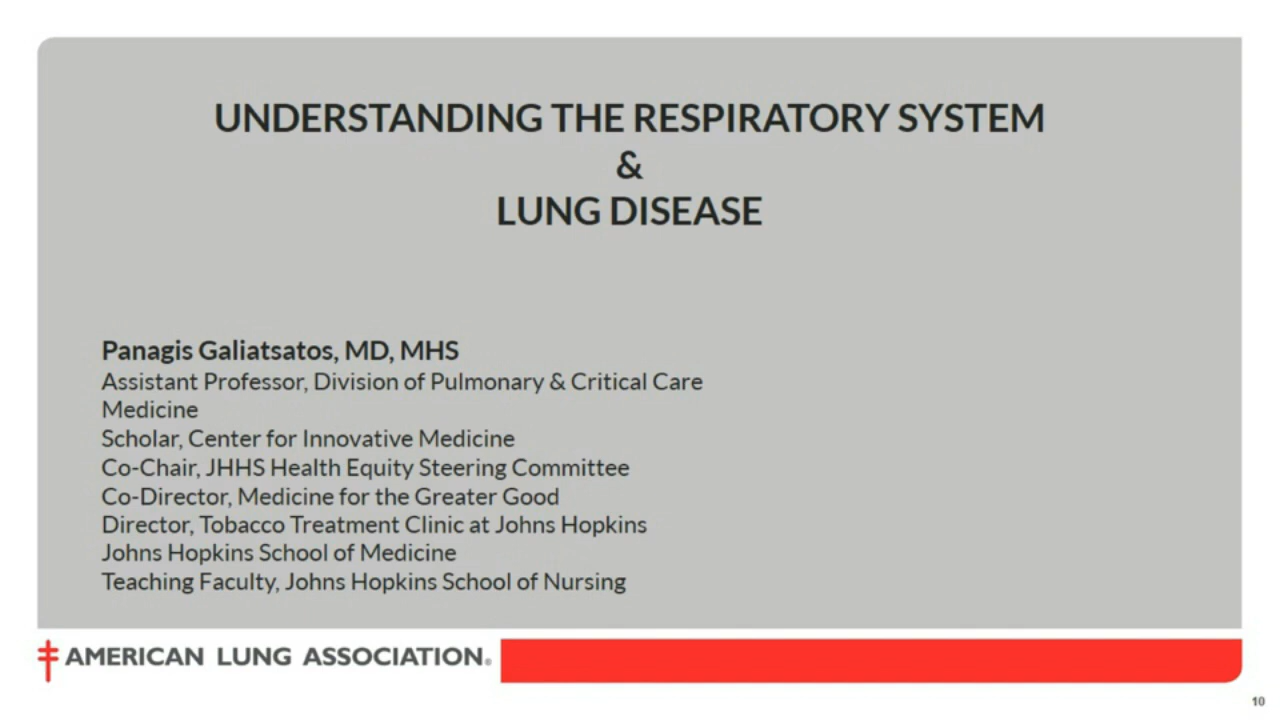 UNDERSTANDING THE RESPIRATORY SYSTEM
&
LUNG DISEASE
Panagis Galiatsatos, MD, MHS
Assistant Professor, Division of Pulmonary & Critical Care
Medicine
Scholar, Center for Innovative Medicine
Co-Chair, JHHS Health Equity Steering Committee
Co-Director, Medicine for the Greater Good
Director, Tobacco Treatment Clinic at Johns Hopkins
Johns Hopkins School of Medicine
Teaching Faculty, Johns Hopkins School of Nursing
AMERICAN LUNG ASSOCIATION®
10